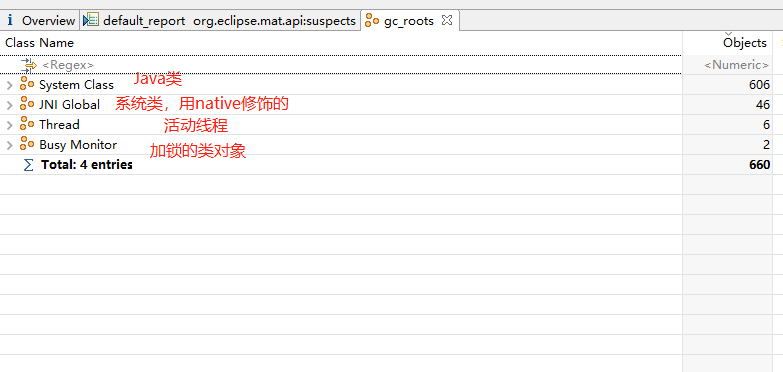 i Overview default_report org.eclipse.mat.api:suspects gc_roots
Class Name Objects
<Regex> <Numeric>
System Class Java类 606
JNI Global 系统类，用native修饰的 46
Thread 活动线程 6
Busy Monitor 加锁的类对象 2
Σ Total: 4 entries 660